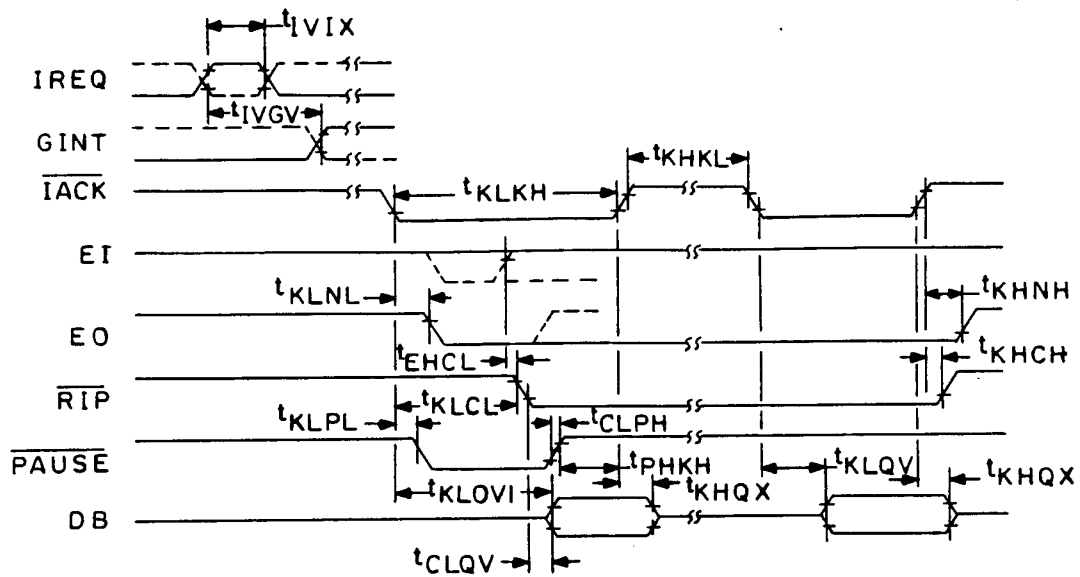 tIVIX
IREQ
tIVGV
GINT
tKHKL
IACK
tKLKH
EI
tKLNL
tKHNH
EO
tEHCL
tKHCH
RIP
tKLCL
tKLPL
tCLPH
PAUSE
tPHKH
tKLQV
tKLOVI
tKHQX
tKHQX
DB
tCLQV